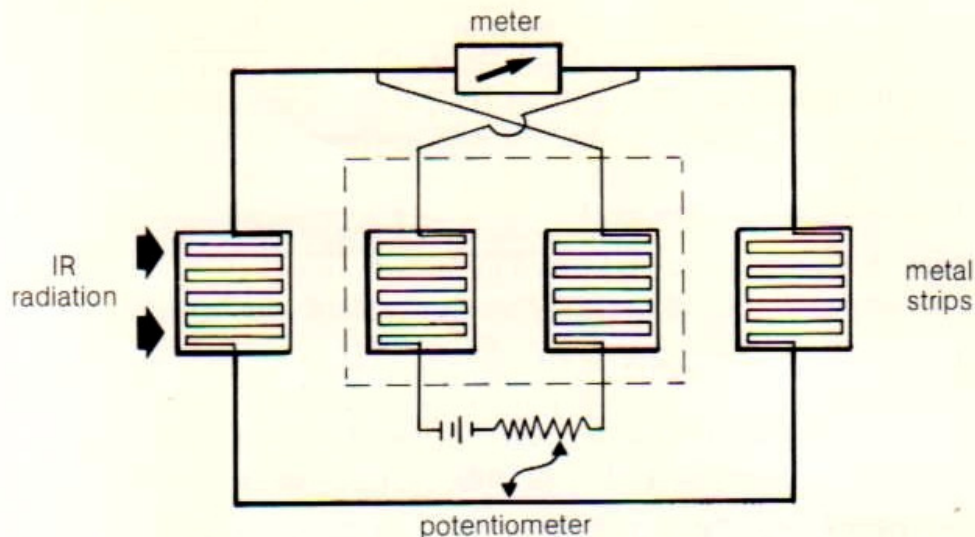 meter
IR
radiation
metal
strips
potentiometer